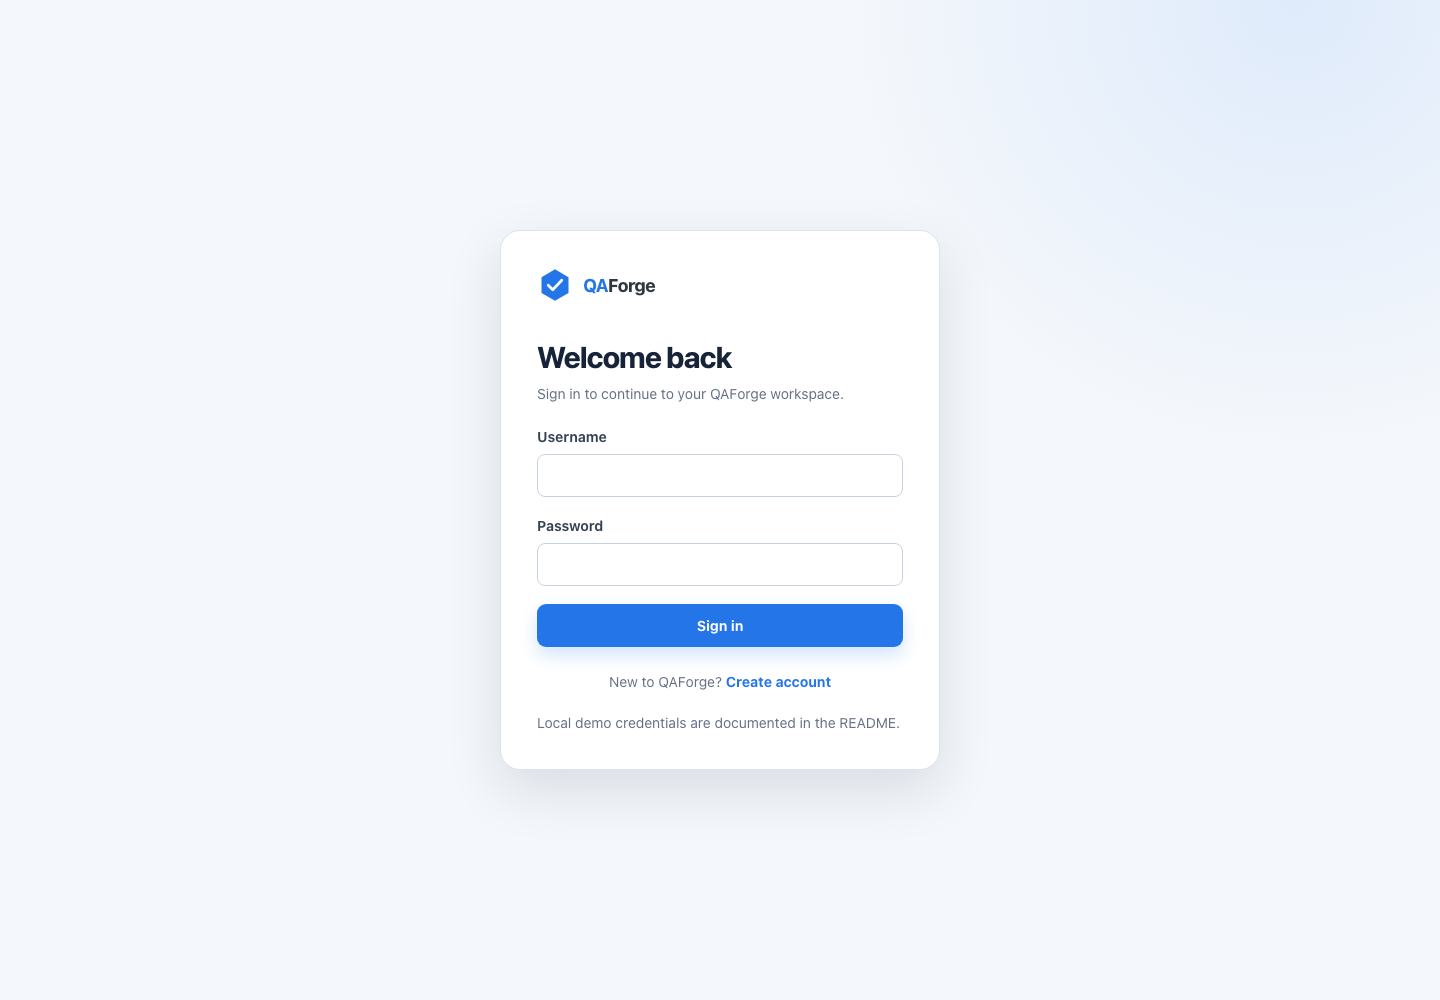 QAForge
Welcome back
Sign in to continue to your QAForge workspace.
Username
Password
Sign in
New to QAForge? Create account
Local demo credentials are documented in the README.